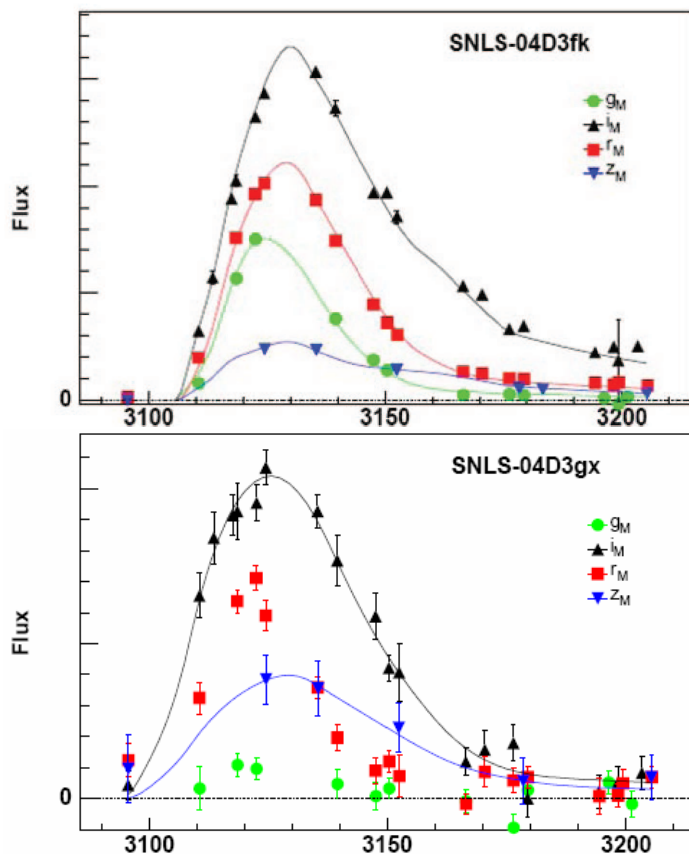 SNLS-04D3fk
g_M
i_M
r_M
z_M
Flux
0
3100 3150 3200
SNLS-04D3gx
g_M
i_M
r_M
z_M
Flux
0
3100 3150 3200